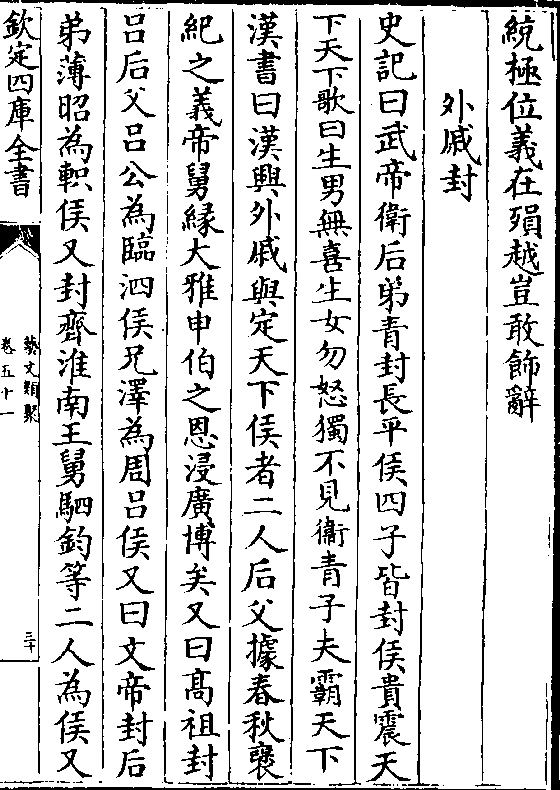 綂極位義在殞越豈敢飾辭
外戚封
史記曰武帝衛后弟青封長平侯四子皆封侯貴震天
下天下歌曰生男無喜生女勿怒獨不見衛青子夫霸天下
漢書曰漢興外戚與定天下侯者二人后父據春秋褒
紀之義帝舅緣大雅申伯之恩浸廣博矣又曰髙祖封
吕后父吕公為臨泗侯兄澤為周吕侯又曰文帝封后
弟薄昭為軹侯又封齊淮南王舅駟鈞等二人為侯又
欽定四庫全書
藝文類聚
卷五十一
三十